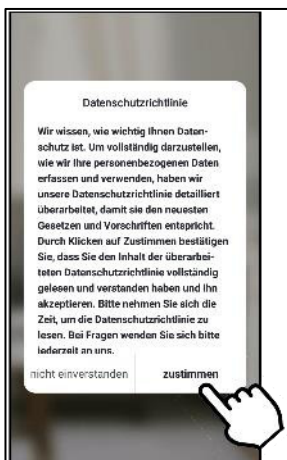 Datenschutzrichtlinie
Wir wissen, wie wichtig Ihnen Daten-
schutz ist. Um vollständig darzustellen,
wie wir Ihre personenbezogenen Daten
erfassen und verwenden, haben wir
unsere Datenschutzrichtlinie detailliert
überarbeitet, damit sie den neuesten
Gesetzen und Vorschriften entspricht.
Durch Klicken auf Zustimmen bestätigen
Sie, dass Sie den Inhalt der überarbei-
teten Datenschutzrichtlinie vollständig
gelesen und verstanden haben und ihn
akzeptieren. Bitte nehmen Sie sich die
Zeit, um die Datenschutzrichtlinie zu
lesen. Bei Fragen wenden Sie sich bitte
jederzeit an uns.
nicht einverstanden zustimmen